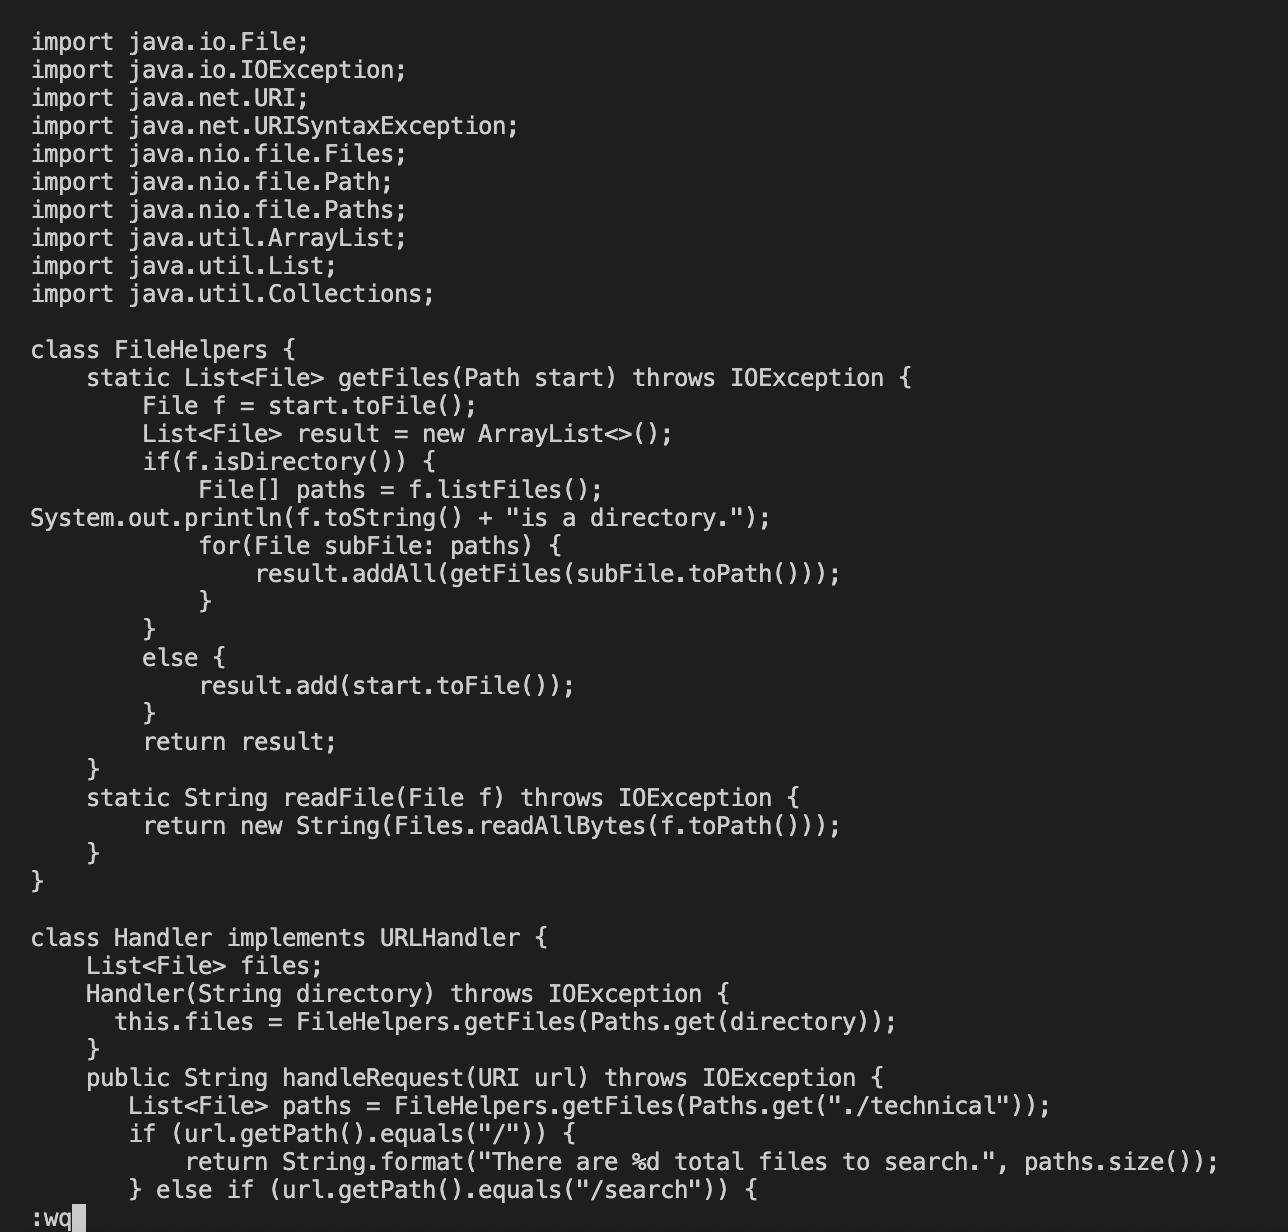 import java.io.File;
import java.io.IOException;
import java.net.URI;
import java.net.URISyntaxException;
import java.nio.file.Files;
import java.nio.file.Path;
import java.nio.file.Paths;
import java.util.ArrayList;
import java.util.List;
import java.util.Collections;

class FileHelpers {
    static List<File> getFiles(Path start) throws IOException {
        File f = start.toFile();
        List<File> result = new ArrayList<>();
        if(f.isDirectory()) {
            File[] paths = f.listFiles();
System.out.println(f.toString() + "is a directory.");
            for(File subFile: paths) {
                result.addAll(getFiles(subFile.toPath()));
            }
        }
        else {
            result.add(start.toFile());
        }
        return result;
    }
    static String readFile(File f) throws IOException {
        return new String(Files.readAllBytes(f.toPath()));
    }
}

class Handler implements URLHandler {
    List<File> files;
    Handler(String directory) throws IOException {
      this.files = FileHelpers.getFiles(Paths.get(directory));
    }
    public String handleRequest(URI url) throws IOException {
       List<File> paths = FileHelpers.getFiles(Paths.get("./technical"));
       if (url.getPath().equals("/")) {
           return String.format("There are %d total files to search.", paths.size());
       } else if (url.getPath().equals("/search")) {
:wq